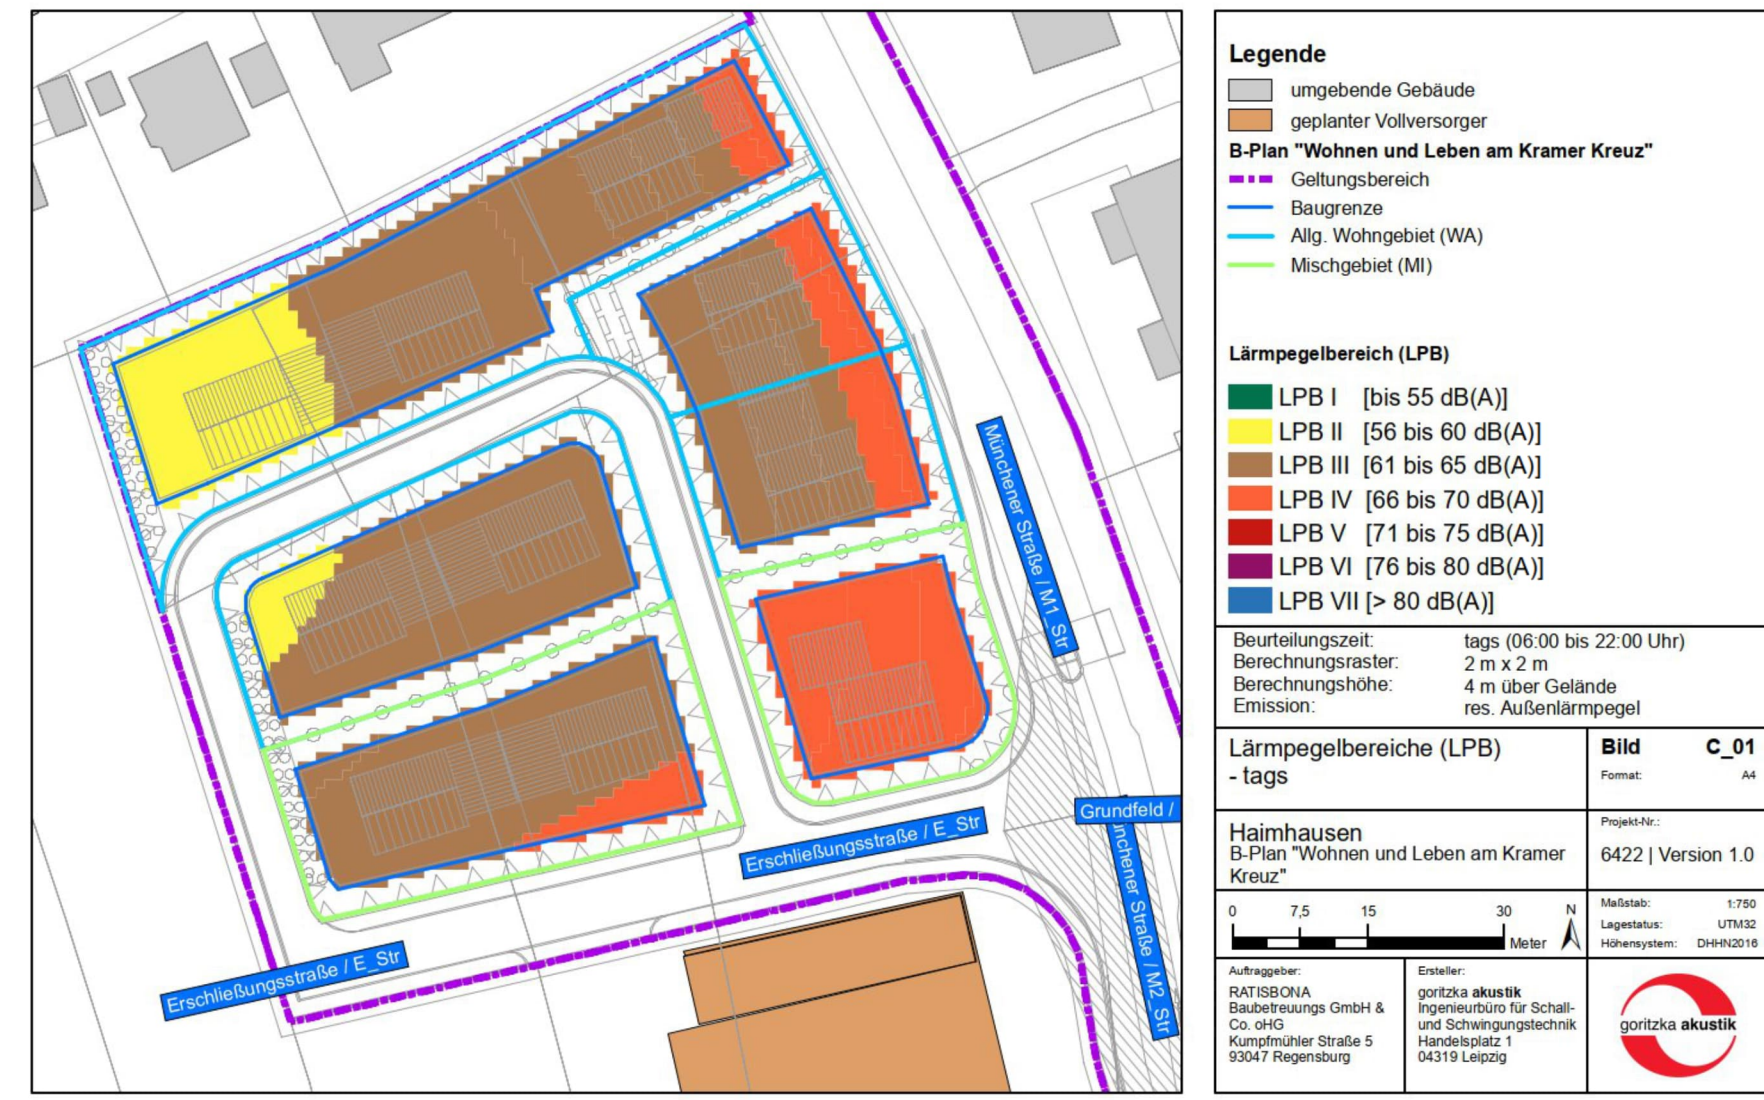 Münchener Straße / M1_Str
Grundfeld /
Erschließungsstraße / E_Str
ünchener Straße / M2_Str
Erschließungsstraße / E_Str
Legende
umgebende Gebäude
geplanter Vollversorger
B-Plan "Wohnen und Leben am Kramer Kreuz"
Geltungsbereich
Baugrenze
Allg. Wohngebiet (WA)
Mischgebiet (MI)
Lärmpegelbereich (LPB)
LPB I [bis 55 dB(A)]
LPB II [56 bis 60 dB(A)]
LPB III [61 bis 65 dB(A)]
LPB IV [66 bis 70 dB(A)]
LPB V [71 bis 75 dB(A)]
LPB VI [76 bis 80 dB(A)]
LPB VII [> 80 dB(A)]
Beurteilungszeit: tags (06:00 bis 22:00 Uhr)
Berechnungsraster: 2 m x 2 m
Berechnungshöhe: 4 m über Gelände
Emission: res. Außenlärmpegel
Lärmpegelbereiche (LPB)
- tags
Bild C_01
Format: A4
Haimhausen
B-Plan "Wohnen und Leben am Kramer
Kreuz"
Projekt-Nr.:
6422 | Version 1.0
0 7,5 15 30
Meter
N
Maßstab: 1:750
Lagestatus: UTM32
Höhensystem: DHHN2016
Auftraggeber:
RATISBONA
Baubetreuungs GmbH &
Co. oHG
Kumpfmühler Straße 5
93047 Regensburg
Ersteller:
goritzka akustik
Ingenieurbüro für Schall-
und Schwingungstechnik
Handelsplatz 1
04319 Leipzig
goritzka akustik